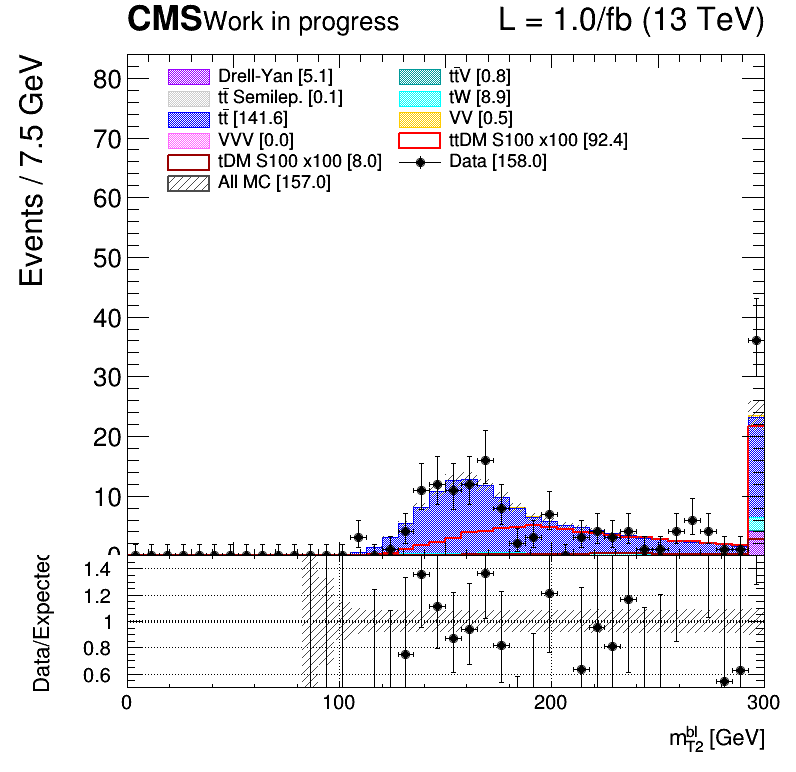 CMS Work in progress L = 1.0/fb (13 TeV)
Events / 7.5 GeV
80
70
60
50
40
30
20
10
0
Drell-Yan [5.1]
tt̄V [0.8]
tt̄ Semilep. [0.1]
tW [8.9]
tt̄ [141.6]
VV [0.5]
VVV [0.0]
ttDM S100 x100 [92.4]
tDM S100 x100 [8.0]
Data [158.0]
All MC [157.0]
Data/Expected
1.4
1.2
1
0.8
0.6
0 100 200 300
m_{T2}^{bl} [GeV]